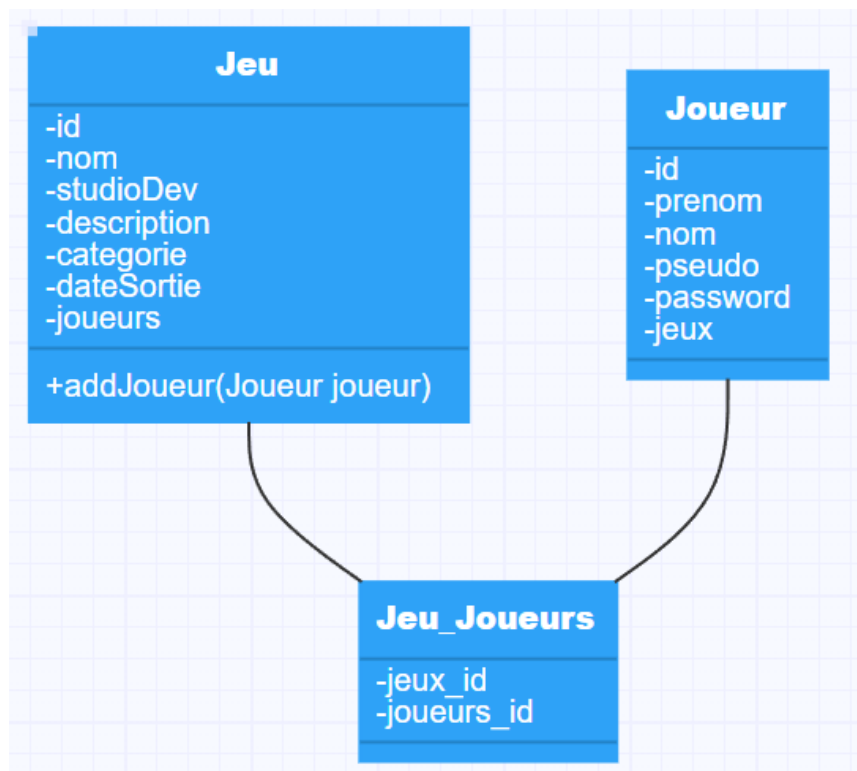 Jeu
-id
-nom
-studioDev
-description
-categorie
-dateSortie
-joueurs
+addJoueur(Joueur joueur)
Joueur
-id
-prenom
-nom
-pseudo
-password
-jeux
Jeu_Joueurs
-jeux_id
-joueurs_id